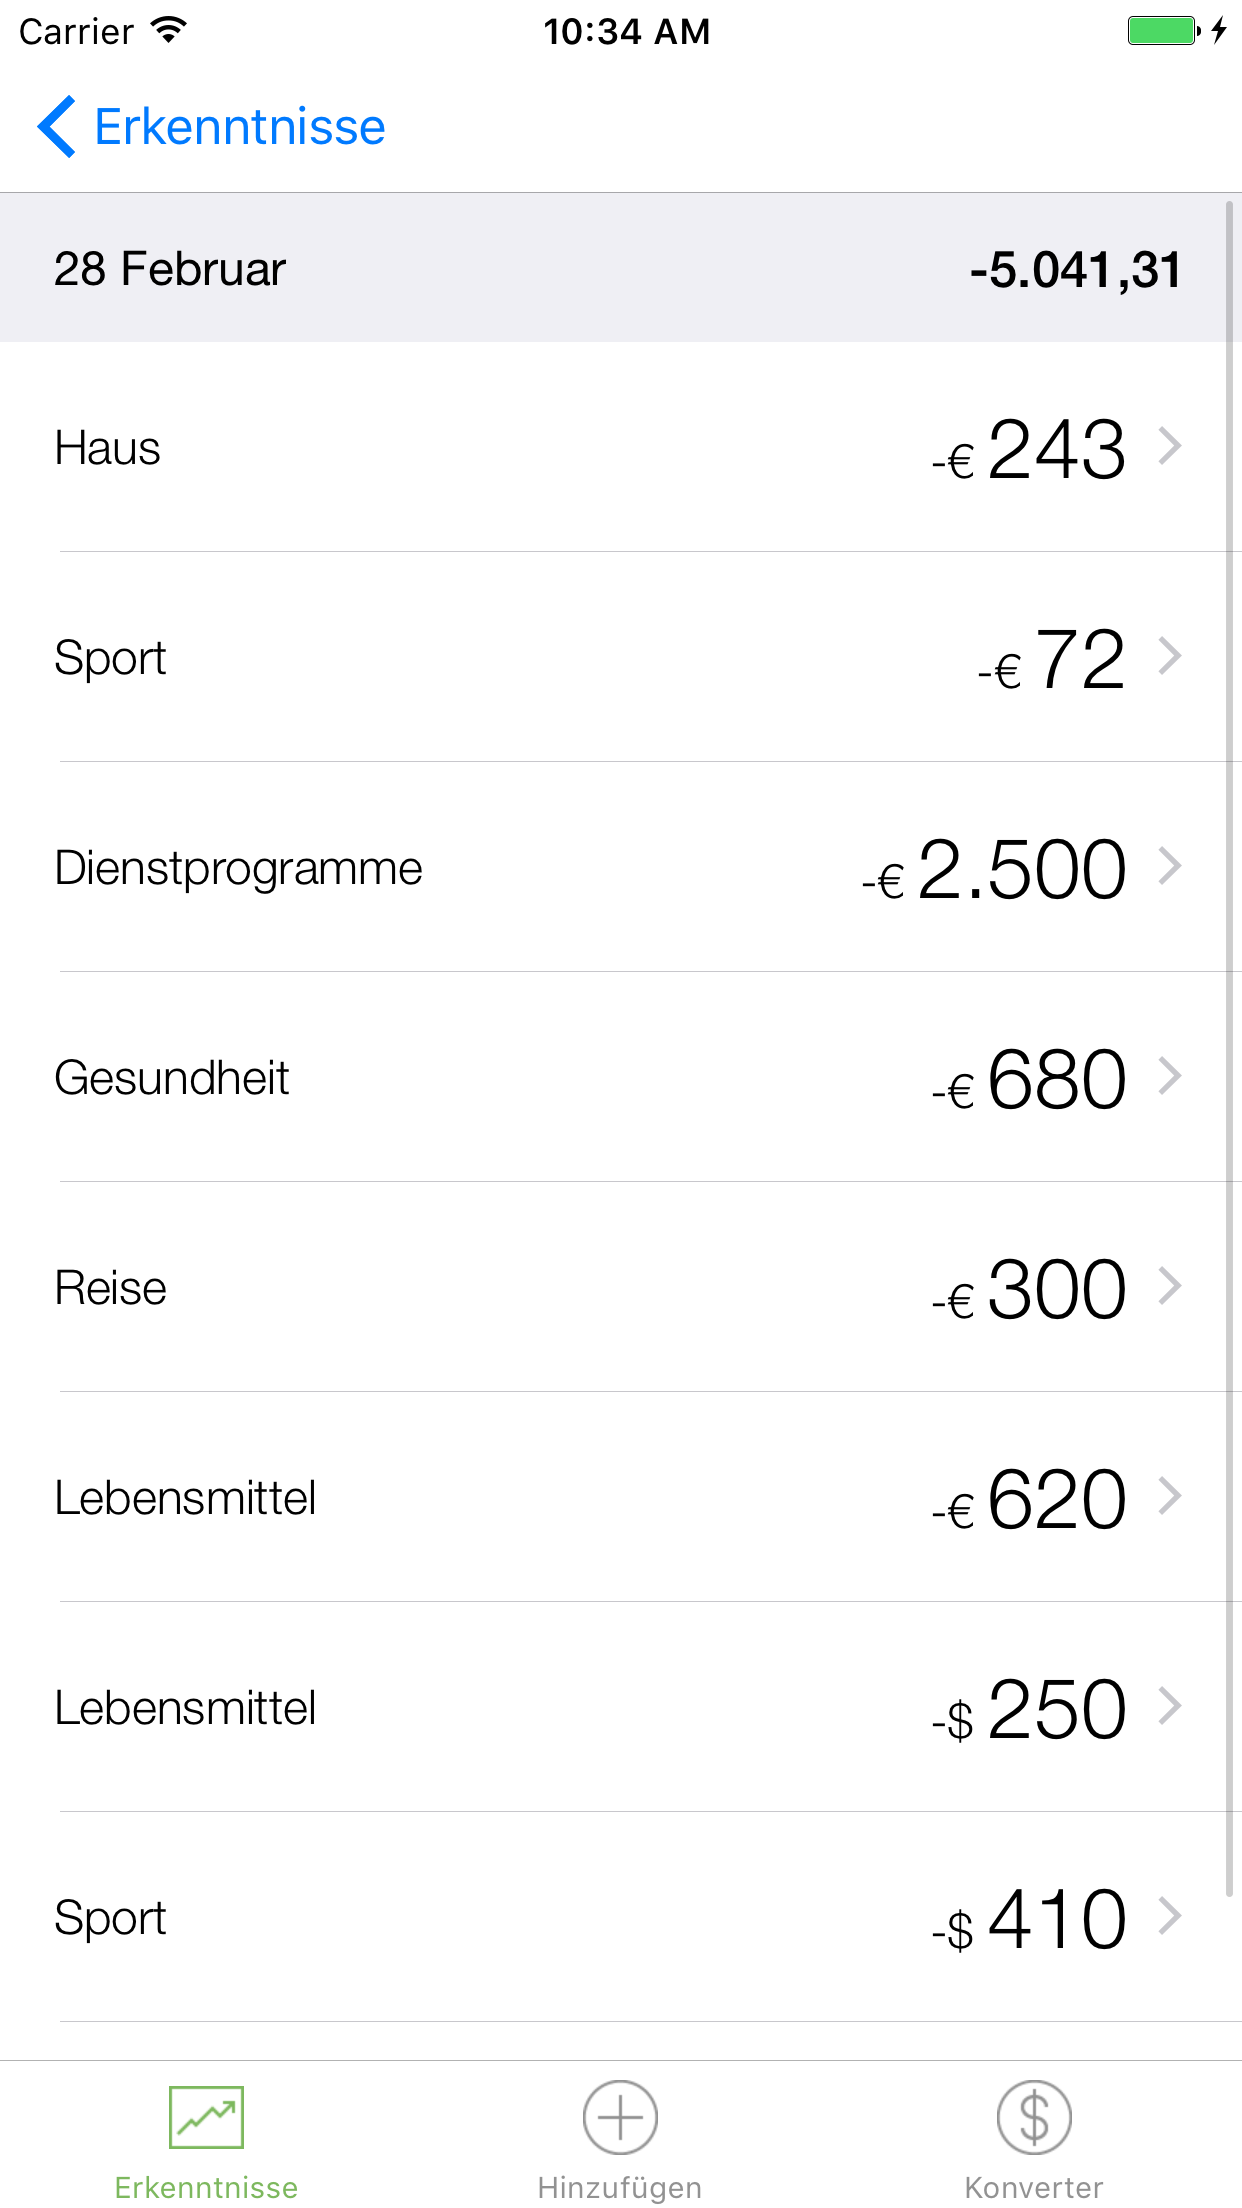 Carrier 10:34 AM
Erkenntnisse
28 Februar -5.041,31
Haus -€ 243
Sport -€ 72
Dienstprogramme -€ 2.500
Gesundheit -€ 680
Reise -€ 300
Lebensmittel -€ 620
Lebensmittel -$ 250
Sport -$ 410
Erkenntnisse Hinzufügen Konverter